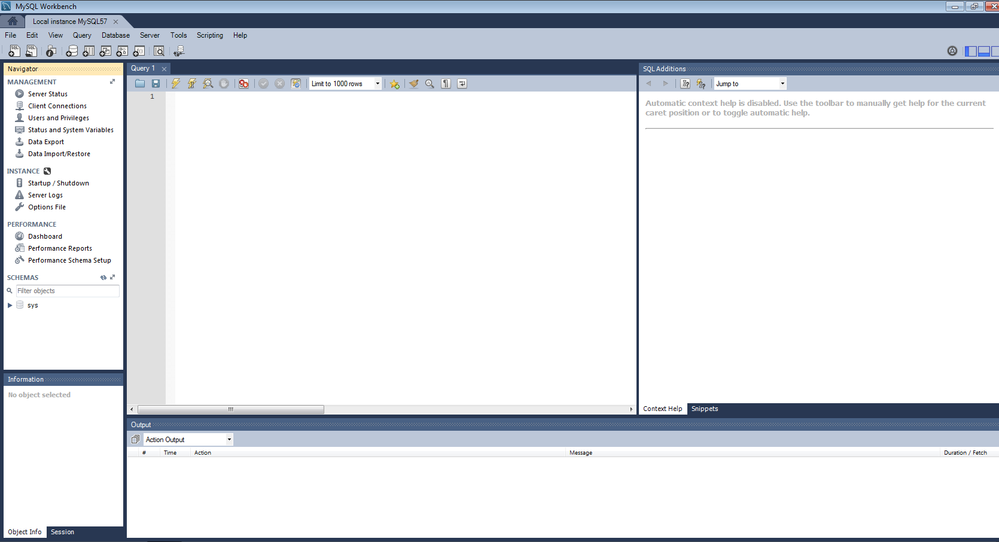 MySQL Workbench
Local instance MySQL57
File Edit View Query Database Server Tools Scripting Help
SQL SQL
Navigator
MANAGEMENT
Server Status
Client Connections
Users and Privileges
Status and System Variables
Data Export
Data Import/Restore
INSTANCE
Startup / Shutdown
Server Logs
Options File
PERFORMANCE
Dashboard
Performance Reports
Performance Schema Setup
SCHEMAS
Filter objects
sys
Information
No object selected
Object Info Session
Query 1
Limit to 1000 rows
1
SQL Additions
Jump to
Automatic context help is disabled. Use the toolbar to manually get help for the current
caret position or to toggle automatic help.
Context Help Snippets
Output
Action Output
# Time Action Message Duration / Fetch